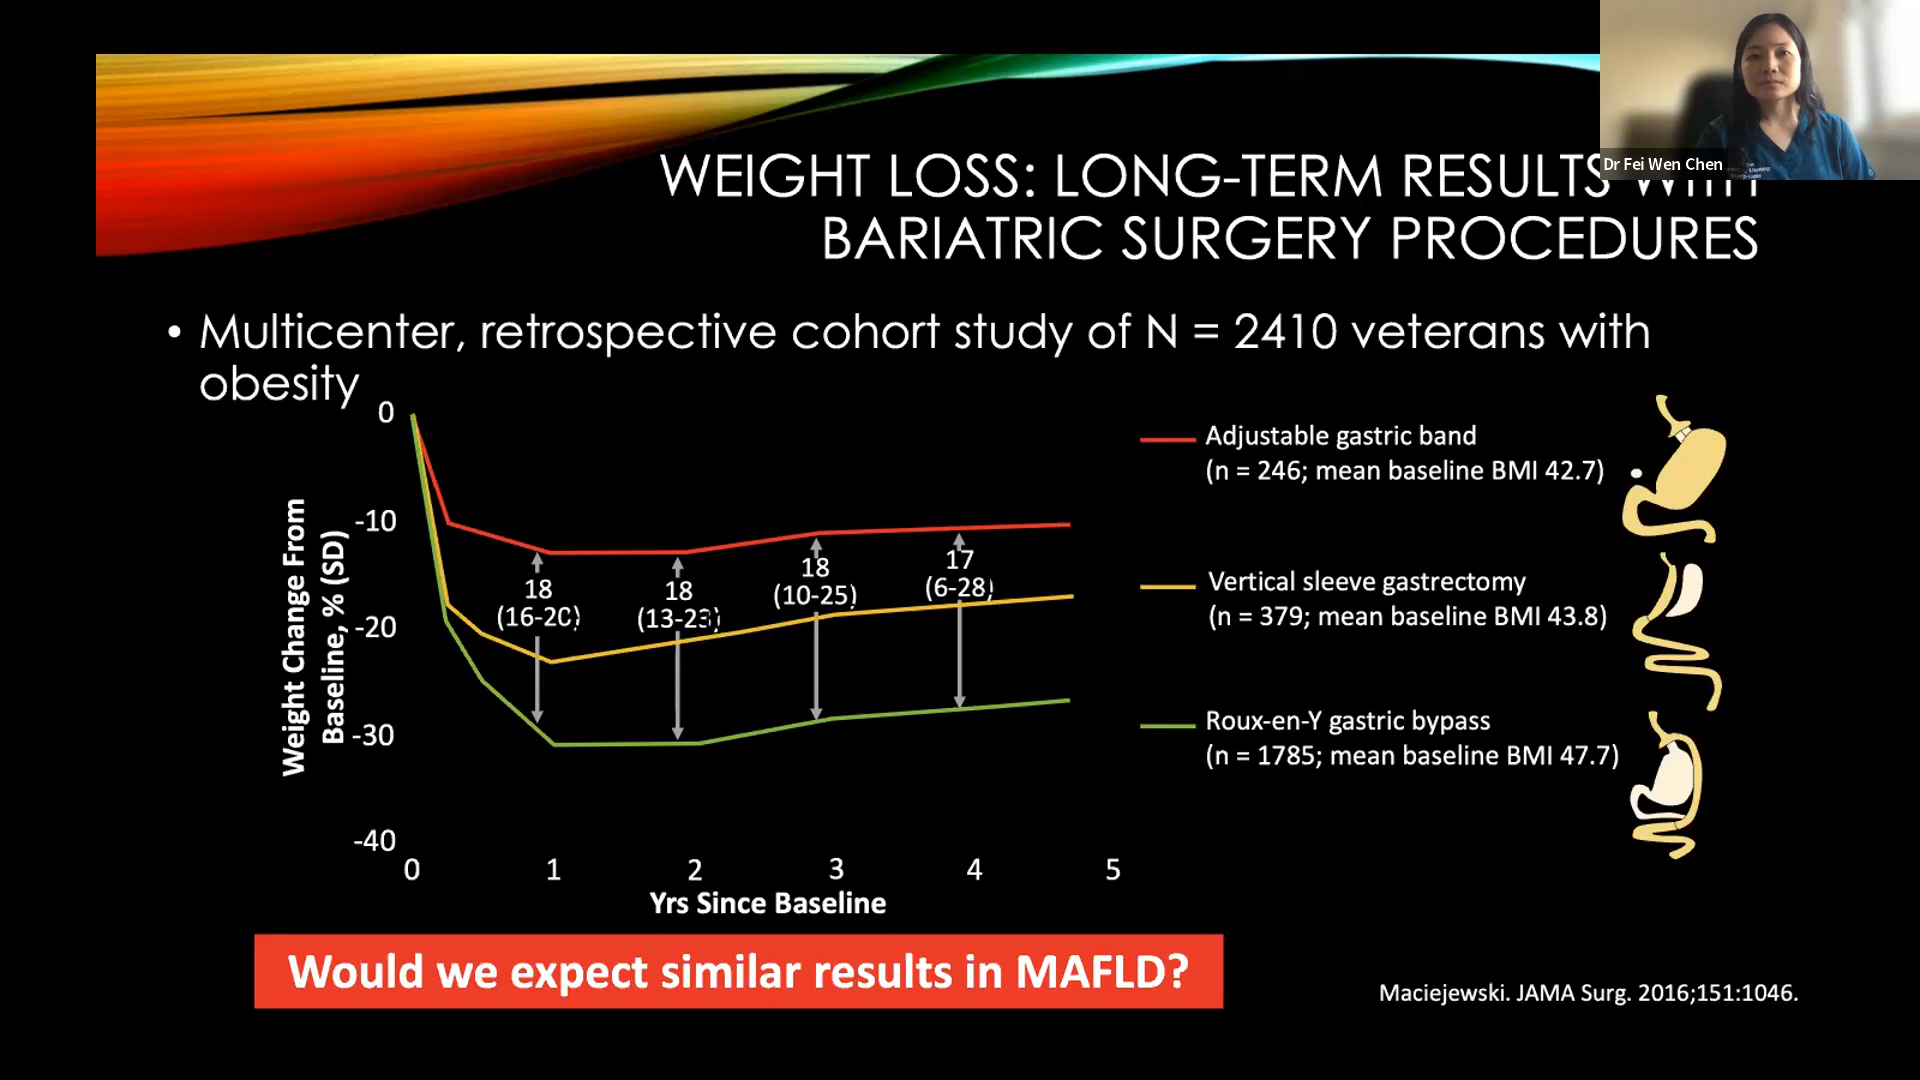 Dr Fei Wen Chen
WEIGHT LOSS: LONG-TERM RESULTS WITH
BARIATRIC SURGERY PROCEDURES
• Multicenter, retrospective cohort study of N = 2410 veterans with
obesity
Weight Change From
Baseline, % (SD)
0
-10
-20
-30
-40
18
(16-20)
18
(13-23)
18
(10-25)
17
(6-28)
0 1 2 3 4 5
Yrs Since Baseline
Adjustable gastric band
(n = 246; mean baseline BMI 42.7)
Vertical sleeve gastrectomy
(n = 379; mean baseline BMI 43.8)
Roux-en-Y gastric bypass
(n = 1785; mean baseline BMI 47.7)
Would we expect similar results in MAFLD?
Maciejewski. JAMA Surg. 2016;151:1046.